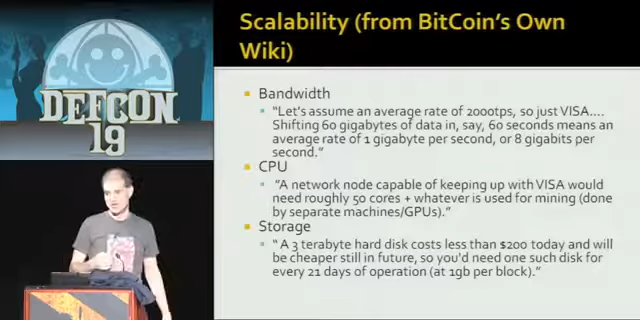 DEFCON
19
Scalability (from BitCoin's Own
Wiki)
Bandwidth
"Let's assume an average rate of 2000tps, so just VISA....
Shifting 60 gigabytes of data in, say, 60 seconds means an
average rate of 1 gigabyte per second, or 8 gigabits per
second."
CPU
"A network node capable of keeping up with VISA would
need roughly 50 cores + whatever is used for mining (done
by separate machines/GPUs)."
Storage
" A 3 terabyte hard disk costs less than $200 today and will
be cheaper still in future, so you'd need one such disk for
every 21 days of operation (at 1gb per block)."